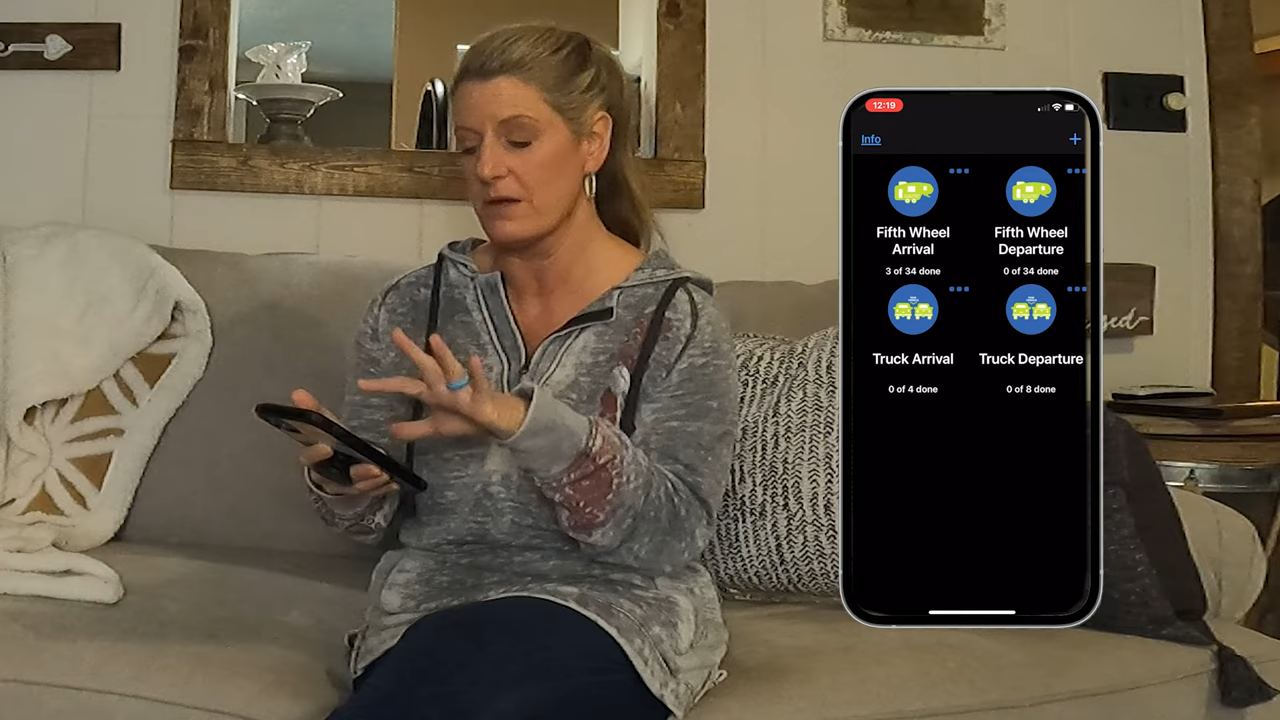 12:19
Info
+
Fifth Wheel
Arrival
3 of 34 done
Fifth Wheel
Departure
0 of 34 done
Truck Arrival
0 of 4 done
Truck Departure
0 of 8 done